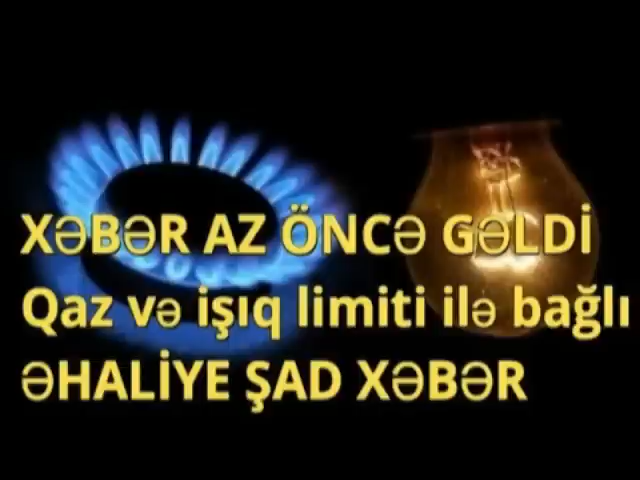 XƏBƏR AZ ÖNCƏ GƏLDİ
Qaz və işıq limiti ilə bağlı
ƏHALİYE ŞAD XƏBƏR